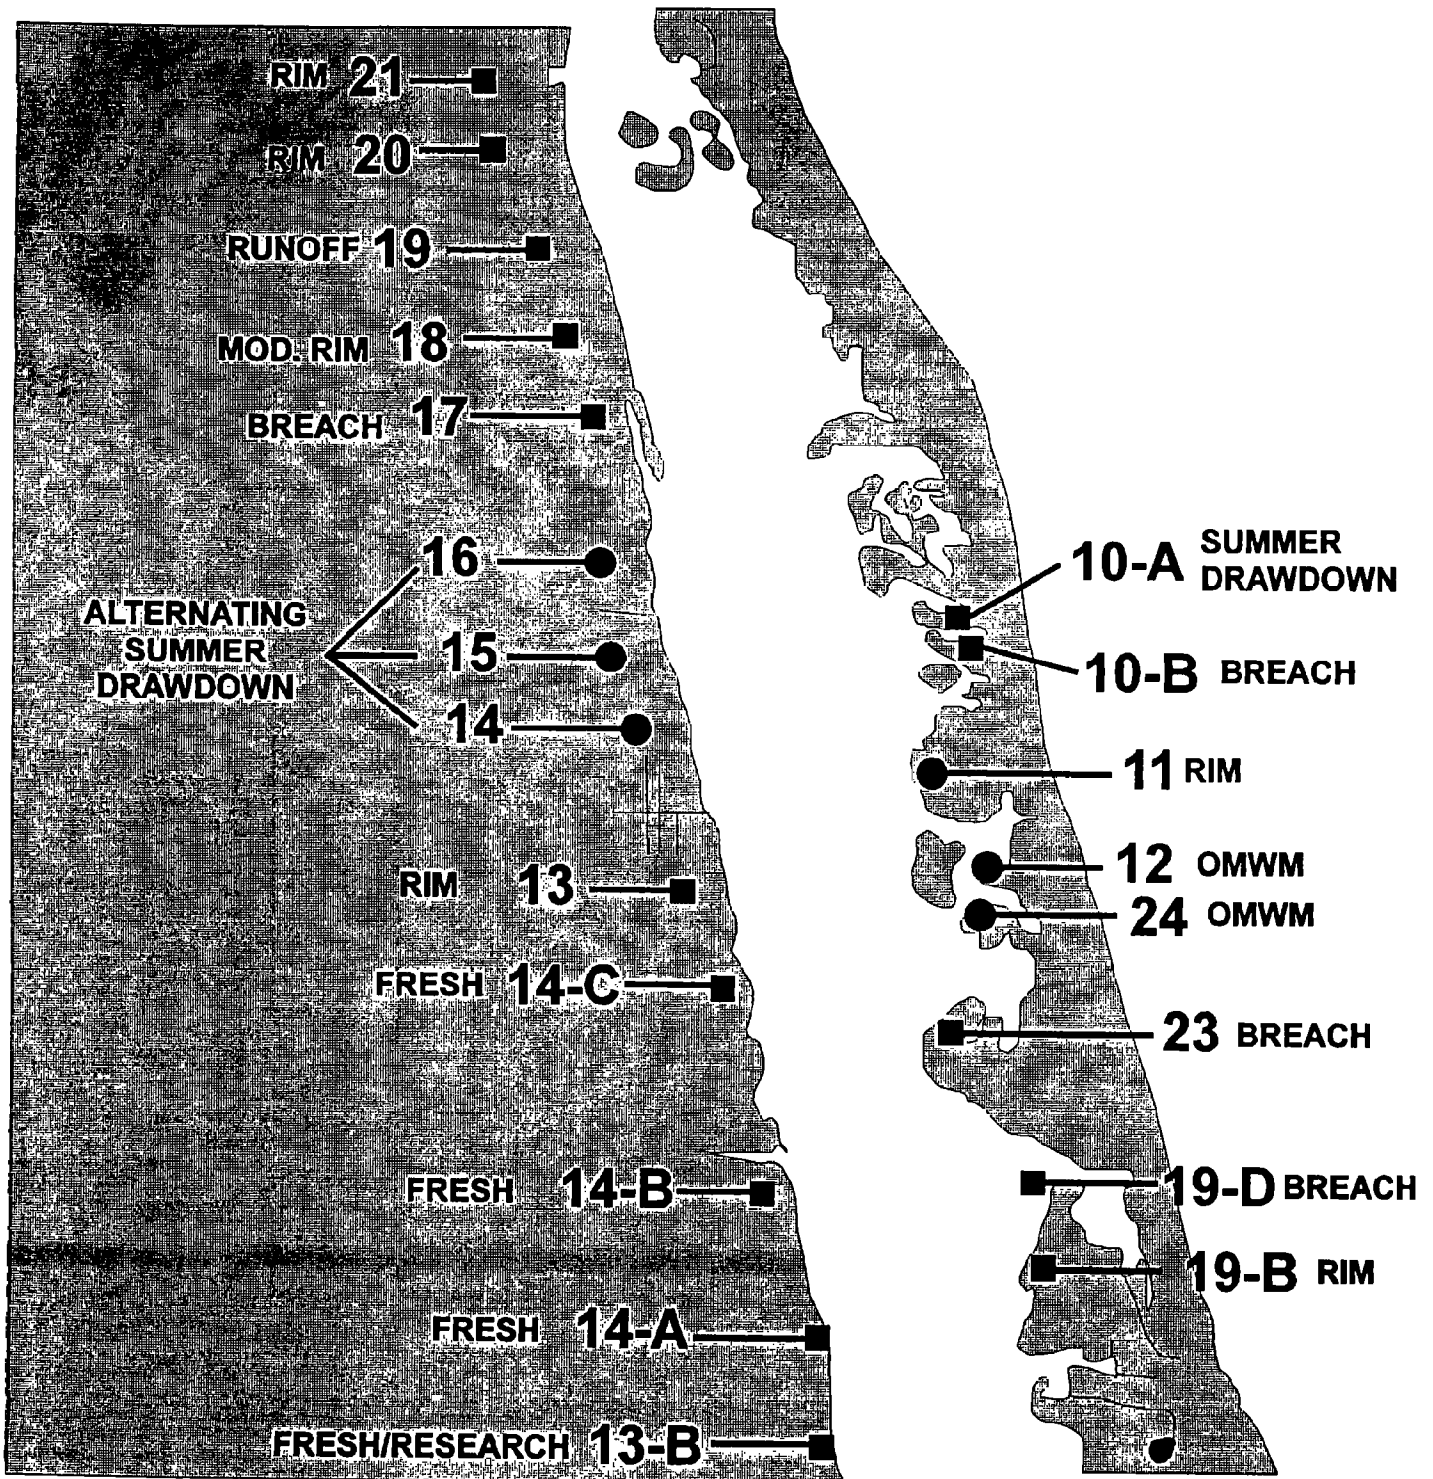 RIM 21
RIM 20
RUNOFF 19
MOD. RIM 18
BREACH 17
16
ALTERNATING
SUMMER
DRAWDOWN
15
14
RIM 13
FRESH 14-C
FRESH 14-B
FRESH 14-A
FRESH/RESEARCH 13-B
10-A SUMMER
DRAWDOWN
10-B BREACH
11 RIM
12 OMWM
24 OMWM
23 BREACH
19-D BREACH
19-B RIM